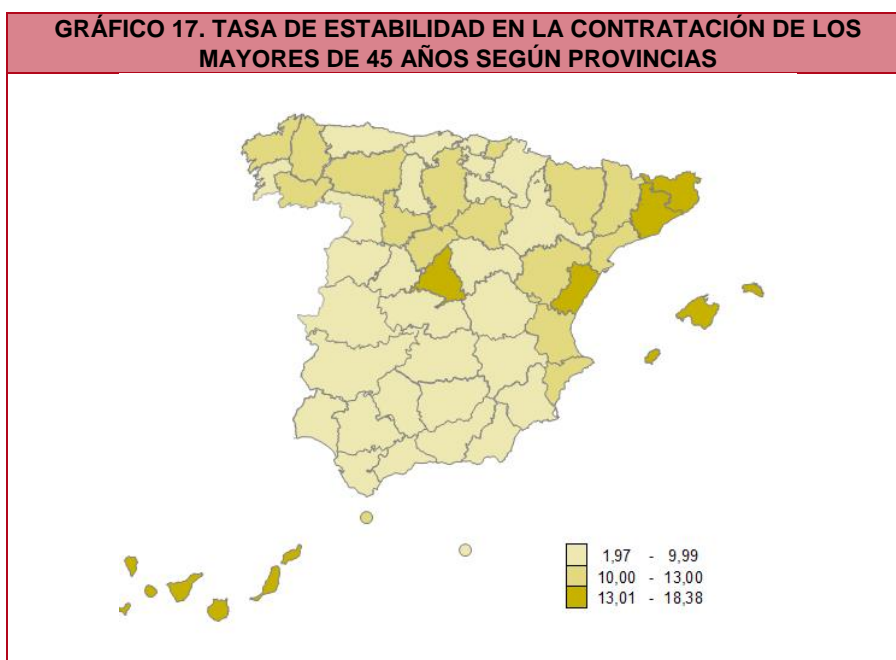 GRÁFICO 17. TASA DE ESTABILIDAD EN LA CONTRATACIÓN DE LOS
MAYORES DE 45 AÑOS SEGÚN PROVINCIAS
1,97 - 9,99
10,00 - 13,00
13,01 - 18,38